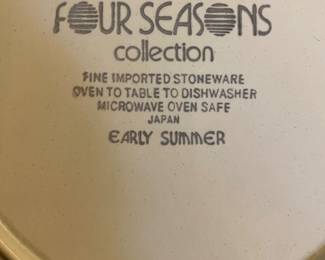 FOUR SEASONS
collection
FINE IMPORTED STONEWARE
OVEN TO TABLE TO DISHWASHER
MICROWAVE OVEN SAFE
JAPAN
EARLY SUMMER